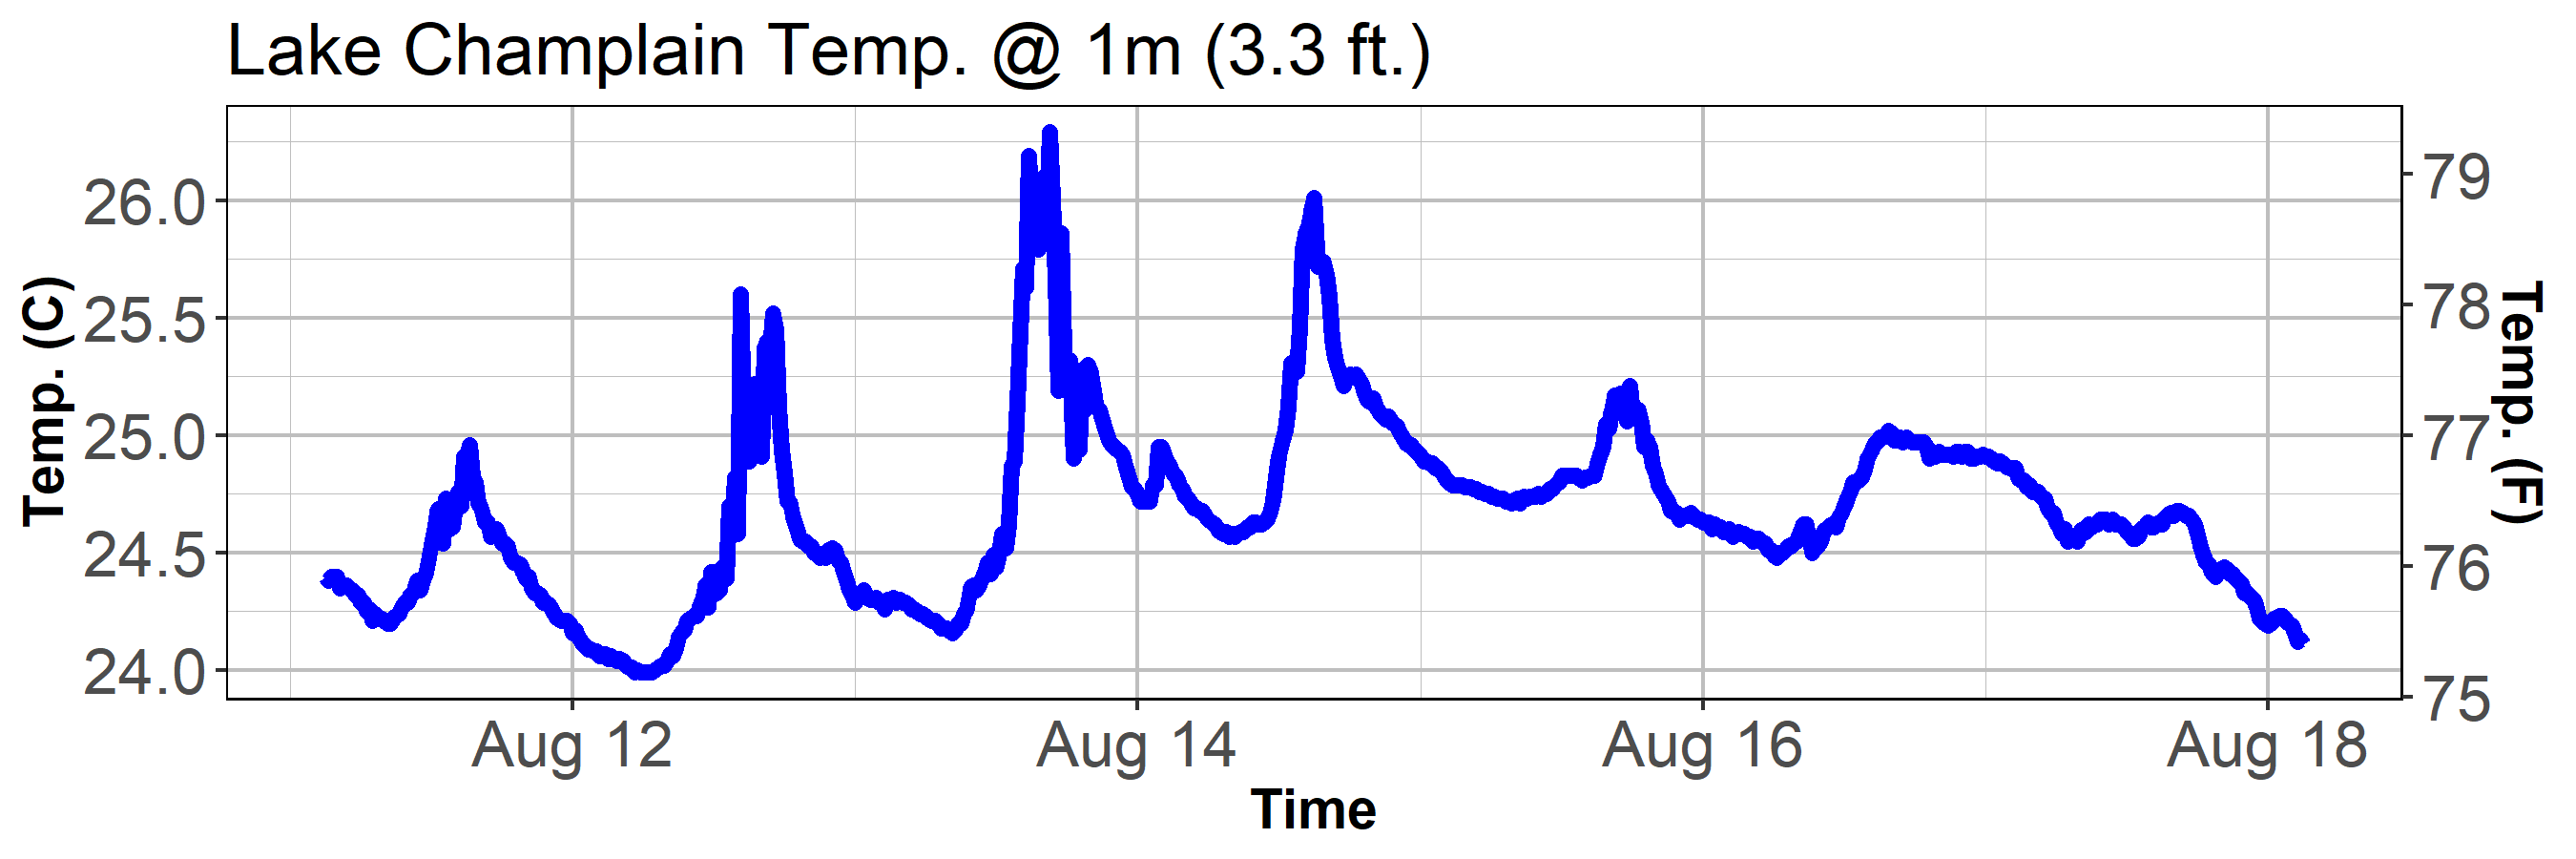 Lake Champlain Temp. @ 1m (3.3 ft.)
Temp. (C)
26.0
25.5
25.0
24.5
24.0
79
78
77
76
75
Temp. (F)
Aug 12 Aug 14 Aug 16 Aug 18
Time